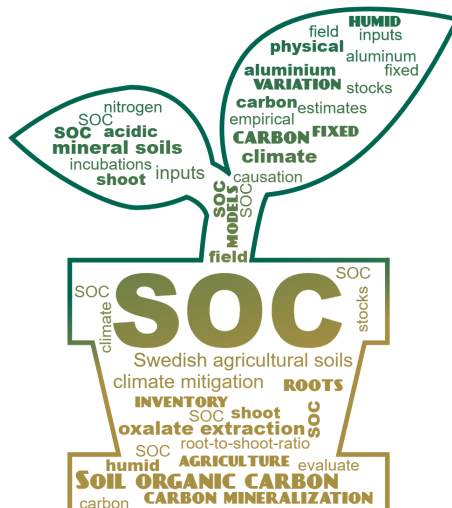 HUMID
field inputs
physical
aluminum
aluminium fixed
VARIATION stocks
carbon estimates
empirical
CARBON FIXED
climate
causation
nitrogen
SOC
SOC acidic
mineral soils
incubations
shoot inputs
SOC
MODELS
SOC
field
SOC
SOC
climate
SOC
stocks
Swedish agricultural soils
climate mitigation ROOTS
INVENTORY
SOC shoot
SOC
oxalate extraction
root-to-shoot-ratio
SOC
humid AGRICULTURE evaluate
SOIL ORGANIC CARBON
carbon CARBON MINERALIZATION